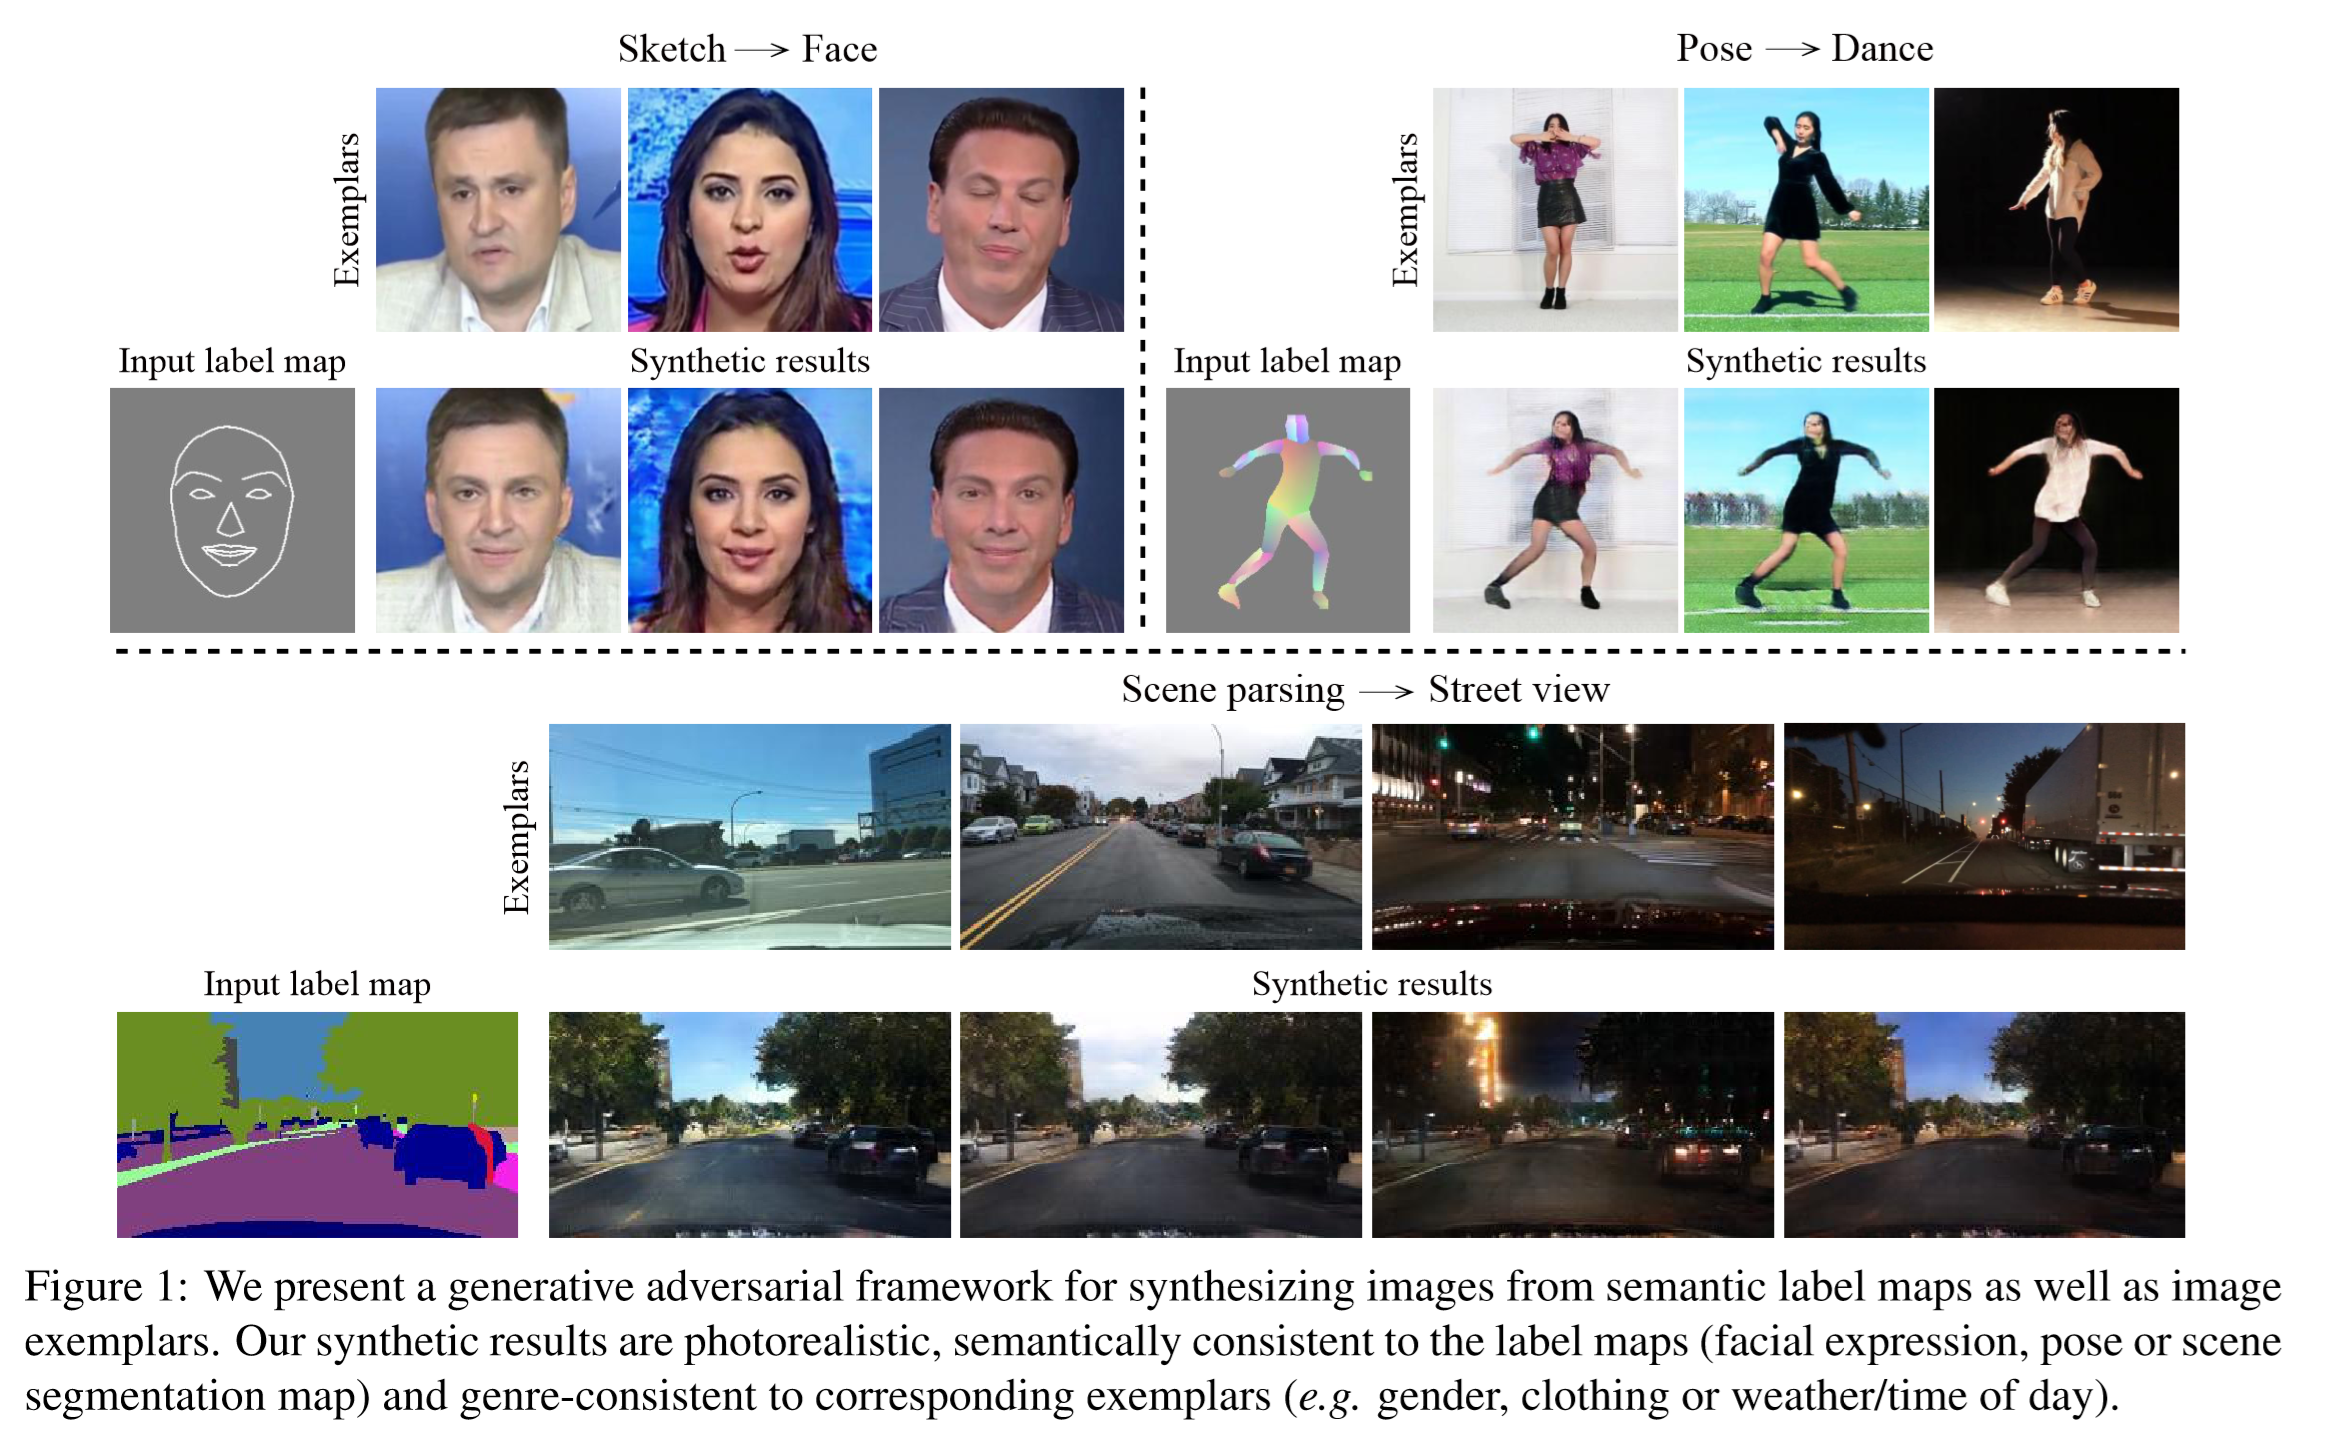 Sketch → Face
Pose → Dance
Exemplars
Exemplars
Input label map
Synthetic results
Input label map
Synthetic results
Scene parsing → Street view
Exemplars
Input label map
Synthetic results
Figure 1: We present a generative adversarial framework for synthesizing images from semantic label maps as well as image
exemplars. Our synthetic results are photorealistic, semantically consistent to the label maps (facial expression, pose or scene
segmentation map) and genre-consistent to corresponding exemplars (e.g. gender, clothing or weather/time of day).